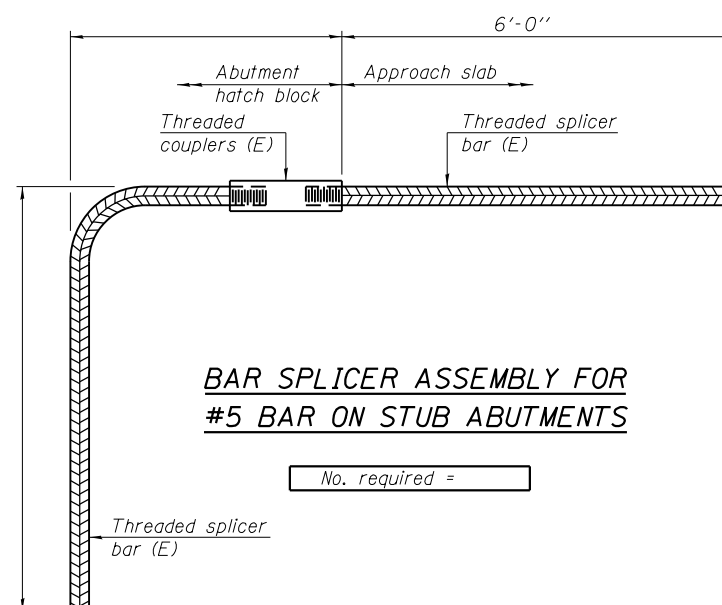 6'-0''
Abutment
hatch block
Approach slab
Threaded
couplers (E)
Threaded splicer
bar (E)
BAR SPLICER ASSEMBLY FOR
#5 BAR ON STUB ABUTMENTS
No. required =
Threaded splicer
bar (E)